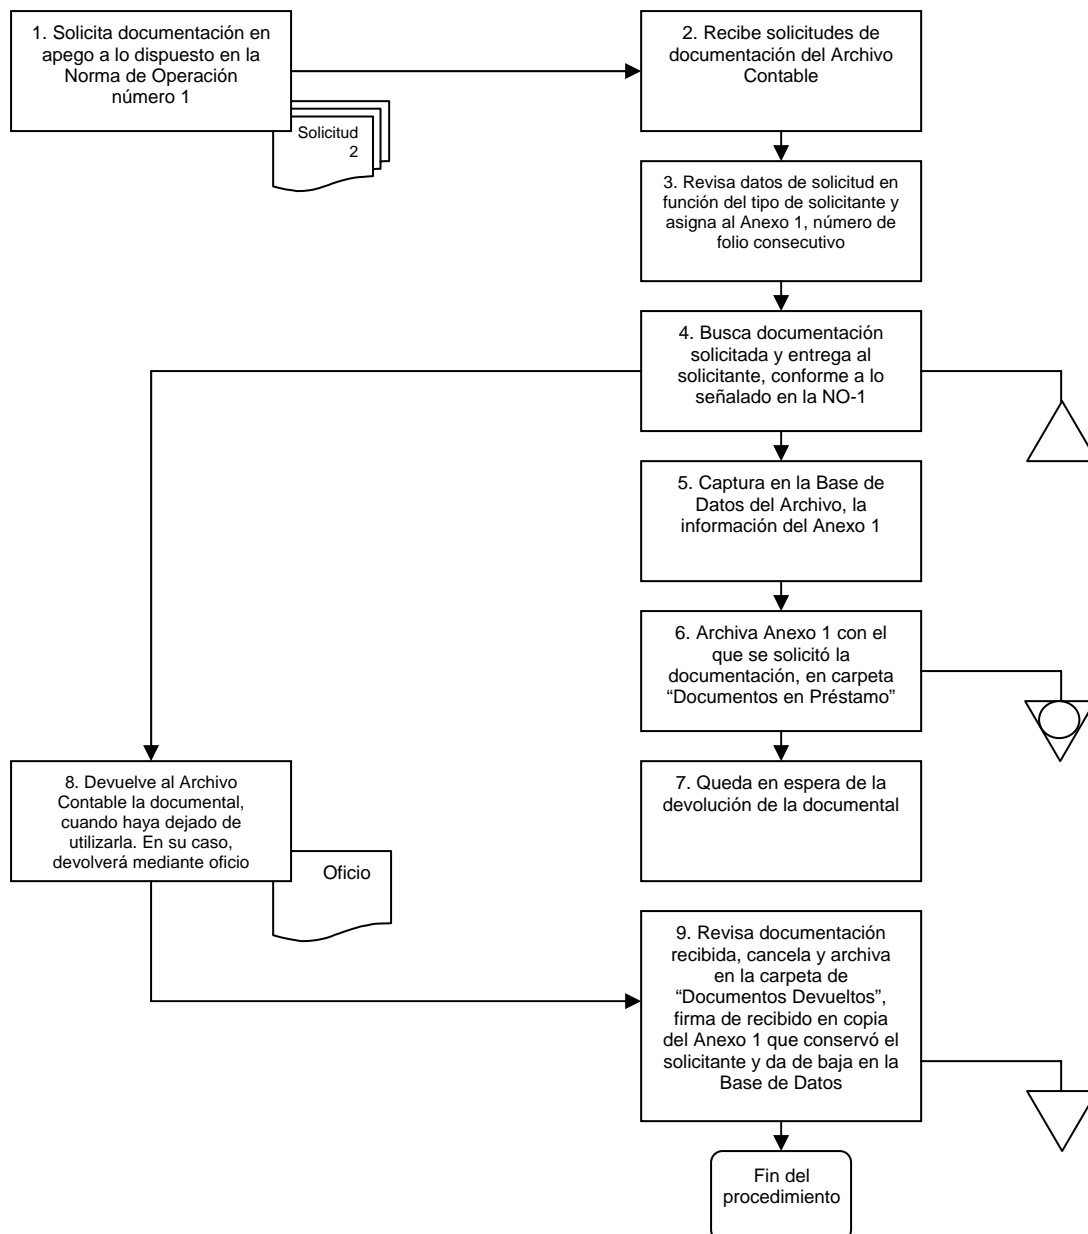 1. Solicita documentación en
apego a lo dispuesto en la
Norma de Operación
número 1
Solicitud
2
2. Recibe solicitudes de
documentación del Archivo
Contable
3. Revisa datos de solicitud en
función del tipo de solicitante y
asigna al Anexo 1, número de
folio consecutivo
4. Busca documentación
solicitada y entrega al
solicitante, conforme a lo
señalado en la NO-1
5. Captura en la Base de
Datos del Archivo, la
información del Anexo 1
6. Archiva Anexo 1 con el
que se solicitó la
documentación, en carpeta
“Documentos en Préstamo”
7. Queda en espera de la
devolución de la documental
8. Devuelve al Archivo
Contable la documental,
cuando haya dejado de
utilizarla. En su caso,
devolverá mediante oficio
Oficio
9. Revisa documentación
recibida, cancela y archiva
en la carpeta de
“Documentos Devueltos”,
firma de recibido en copia
del Anexo 1 que conservó el
solicitante y da de baja en la
Base de Datos
Fin del
procedimiento